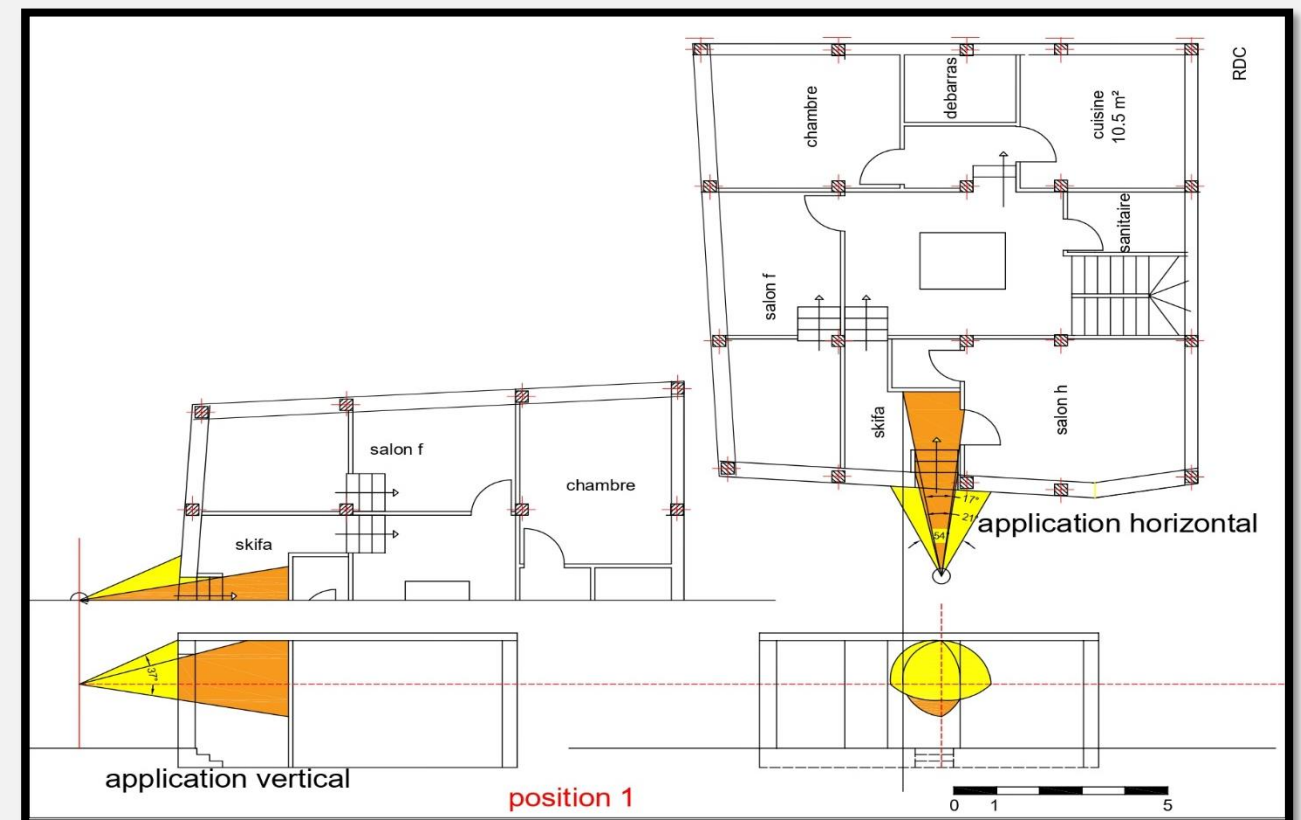 RDC
chambre
debarras
cuisine
10.5 m²
sanitaire
salon f
skifa
salon h
17°
21°
54°
application horizontal
salon f
chambre
skifa
37°
application vertical
position 1
0 1 5